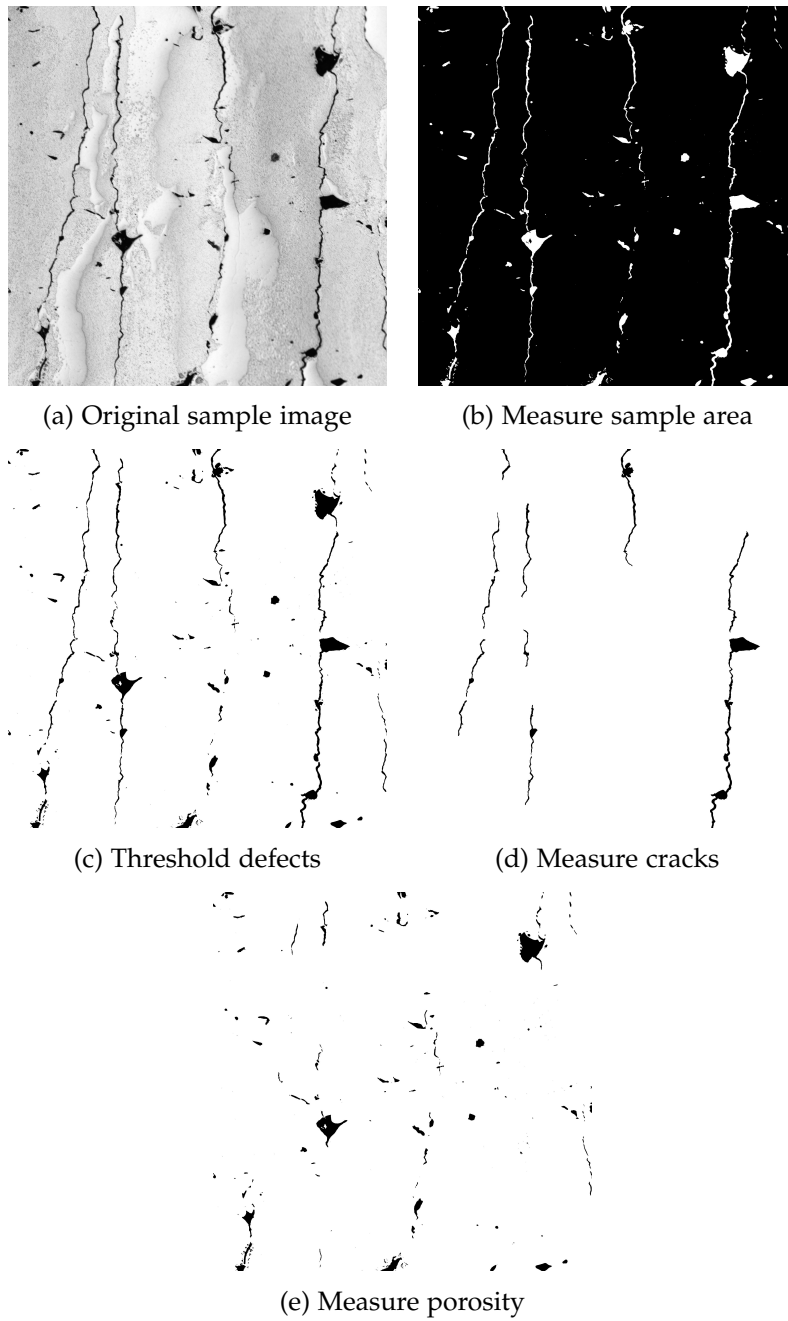 (a) Original sample image
(b) Measure sample area
(c) Threshold defects
(d) Measure cracks
(e) Measure porosity